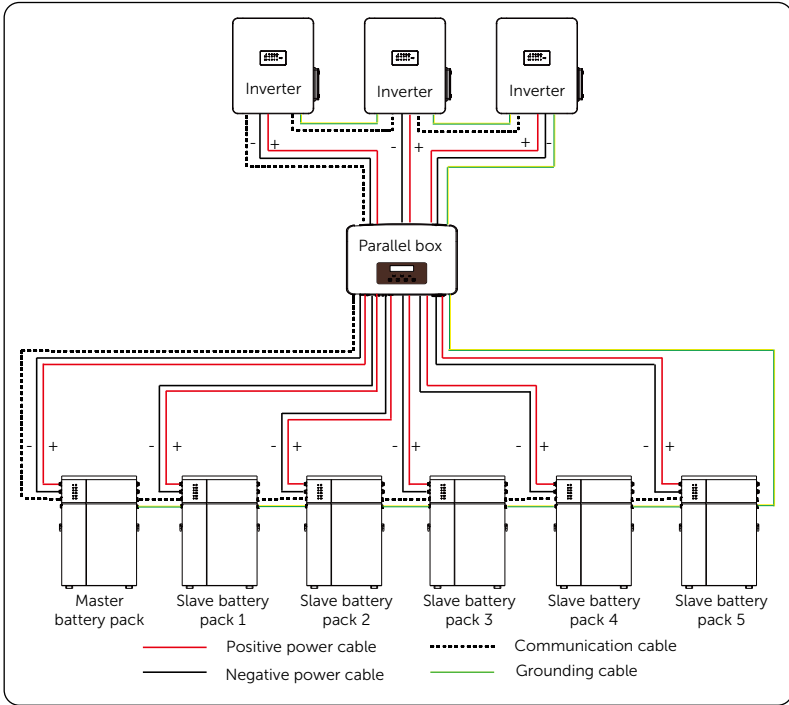 Inverter
Inverter
Inverter
- +
- +
+ -
Parallel box
- +
- +
- +
- +
- +
- +
Master
battery pack
Slave battery
pack 1
Slave battery
pack 2
Slave battery
pack 3
Slave battery
pack 4
Slave battery
pack 5
Positive power cable
Communication cable
Negative power cable
Grounding cable